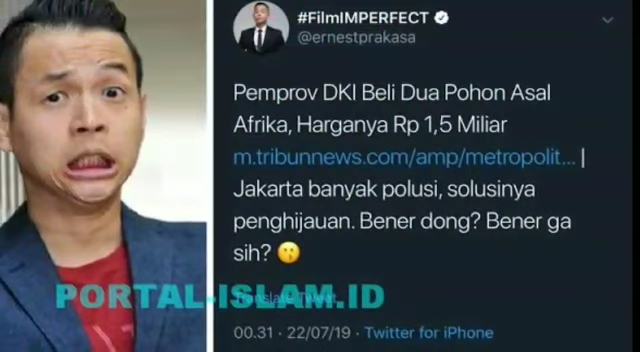 #FilmIMPERFECT
@ernestprakasa
Pemprov DKI Beli Dua Pohon Asal
Afrika, Harganya Rp 1,5 Miliar
m.tribunnews.com/amp/metropolit... |
Jakarta banyak polusi, solusinya
penghijauan. Bener dong? Bener ga
sih? 😗
PORTAL-ISLAM.ID
Translate Tweet
00.31 · 22/07/19 · Twitter for iPhone